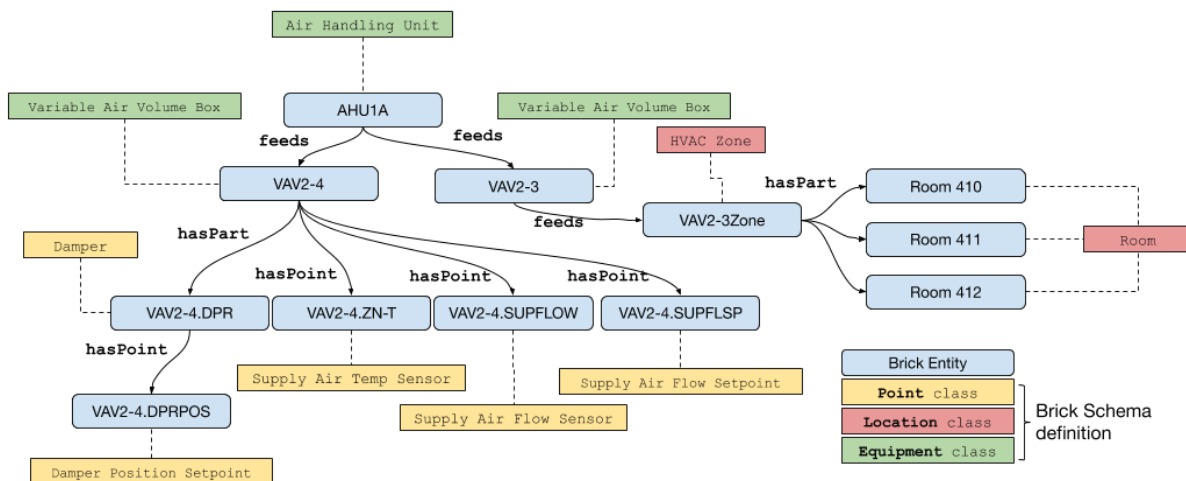 Air Handling Unit
Variable Air Volume Box
AHU1A
Variable Air Volume Box
feeds
feeds
HVAC Zone
VAV2-4
VAV2-3
hasPart
Room 410
feeds
VAV2-3Zone
Room 411
Room
Room 412
hasPart
Damper
hasPoint
hasPoint
hasPoint
VAV2-4.DPR
VAV2-4.ZN-T
VAV2-4.SUPFLOW
VAV2-4.SUPFLSP
hasPoint
Supply Air Temp Sensor
Supply Air Flow Setpoint
VAV2-4.DPRPOS
Supply Air Flow Sensor
Damper Position Setpoint
Brick Entity
Point class
Location class
Equipment class
Brick Schema
definition